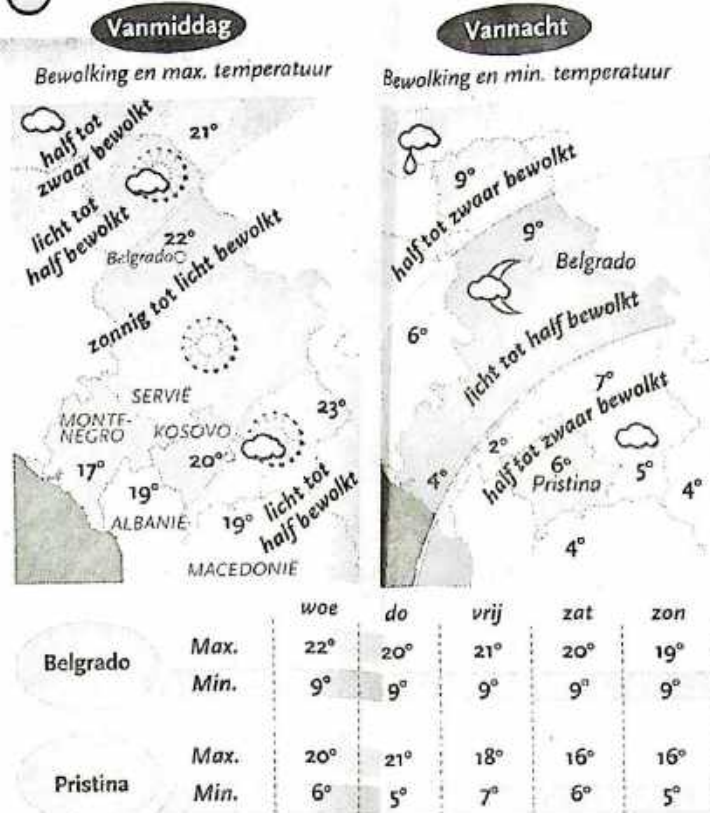 Vanmiddag
Bewolking en max. temperatuur
half tot
zwaar bewolkt
21°
licht tot
half bewolkt
22°
Belgrado
zonnig tot licht bewolkt
SERVIË
MONTE-
NEGRO
KOSOVO
23°
17°
20°
19°
ALBANIË
19°
licht tot
half bewolkt
MACEDONIË
Vannacht
Bewolking en min. temperatuur
9°
half tot zwaar bewolkt
9°
Belgrado
6°
licht tot half bewolkt
7°
2°
half tot zwaar bewolkt
6°
Pristina
5°
4°
4°
woe do vrij zat zon
Belgrado Max. 22° 20° 21° 20° 19°
Min. 9° 9° 9° 9° 9°
Pristina Max. 20° 21° 18° 16° 16°
Min. 6° 5° 7° 6° 5°